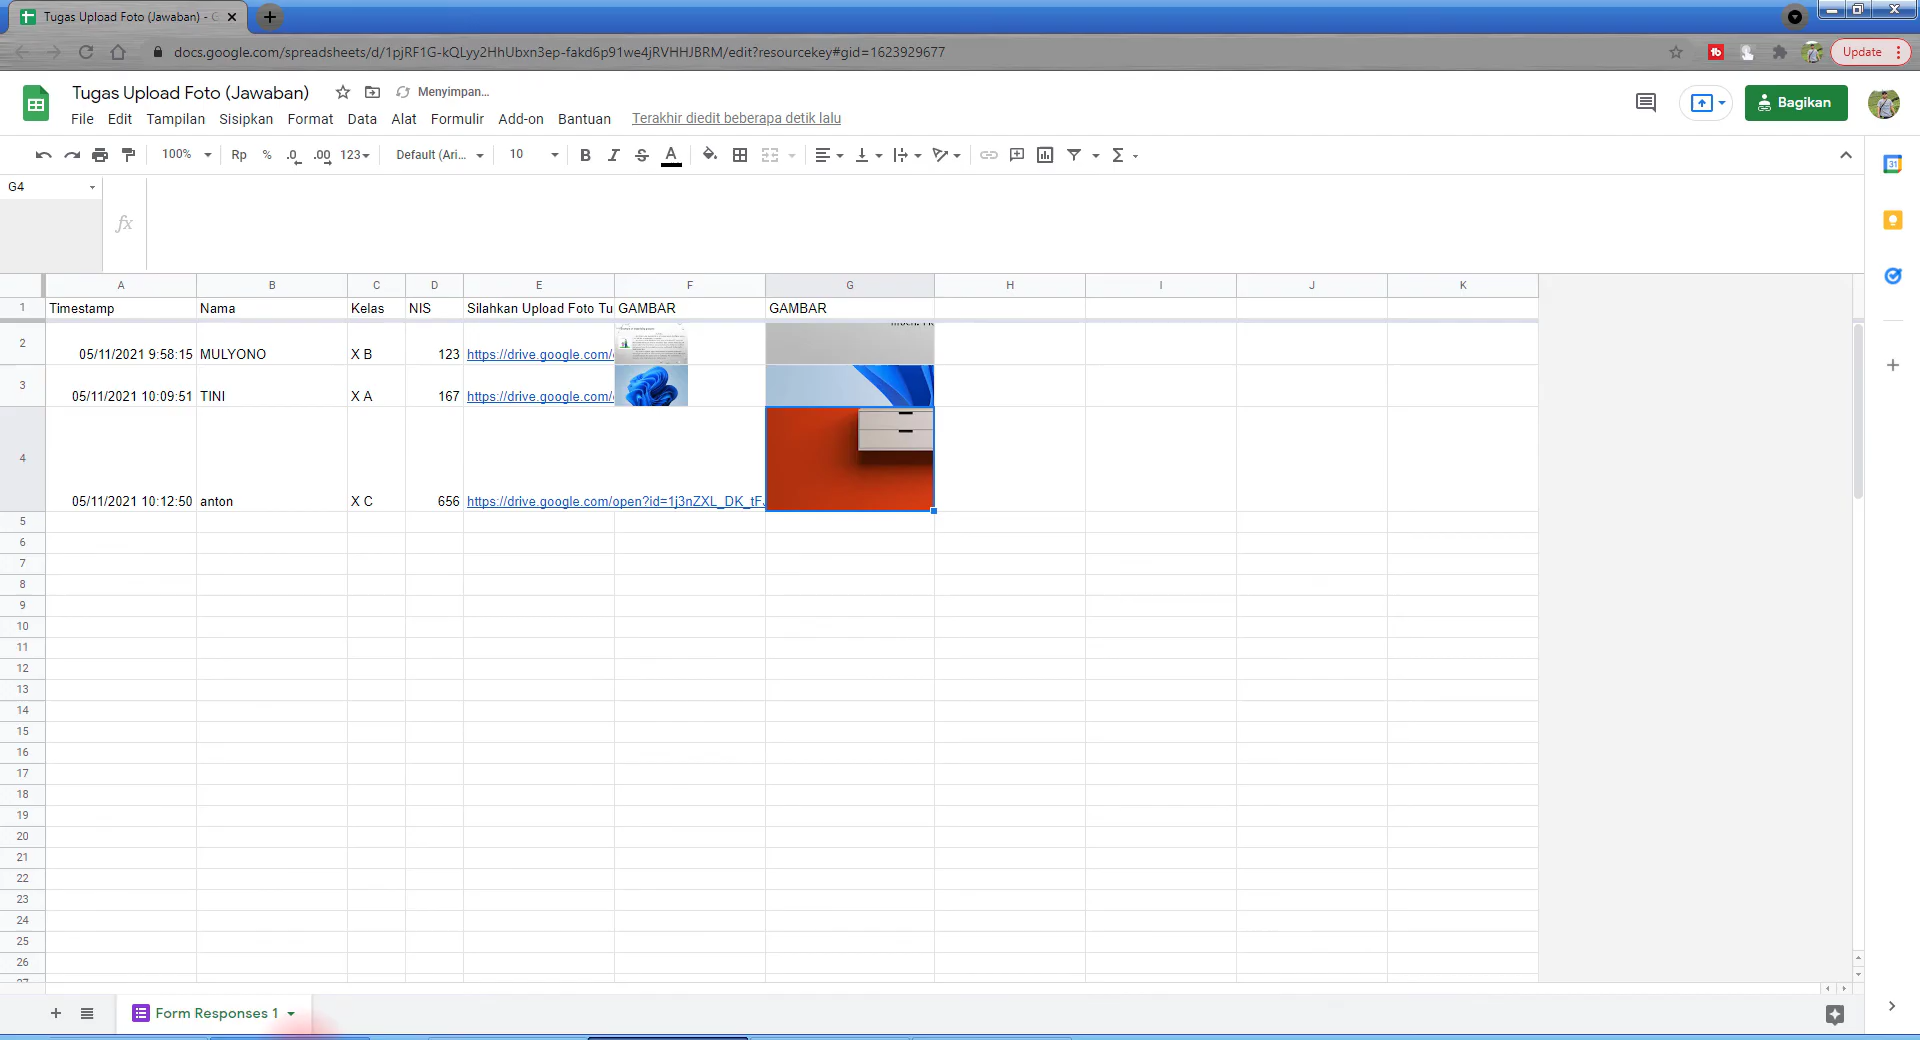 Tugas Upload Foto (Jawaban) - G
docs.google.com/spreadsheets/d/1pjRF1G-kQLyy2HhUbxn3ep-fakd6p91we4jRVHHJBRM/edit?resourcekey#gid=1623929677
Update
Tugas Upload Foto (Jawaban) Menyimpan...
File Edit Tampilan Sisipkan Format Data Alat Formulir Add-on Bantuan Terakhir diedit beberapa detik lalu
Bagikan
100% Rp % .0 .00 123 Default (Ari... 10 B I S A Σ
31
G4
fx
A B C D E F G H I J K
1 Timestamp Nama Kelas NIS Silahkan Upload Foto Tu GAMBAR GAMBAR
2 05/11/2021 9:58:15 MULYONO X B 123 https://drive.google.com/
3 05/11/2021 10:09:51 TINI X A 167 https://drive.google.com/
4 05/11/2021 10:12:50 anton X C 656 https://drive.google.com/open?id=1j3nZXL_DK_tF
5
6
7
8
9
10
11
12
13
14
15
16
17
18
19
20
21
22
23
24
25
26
27
Form Responses 1